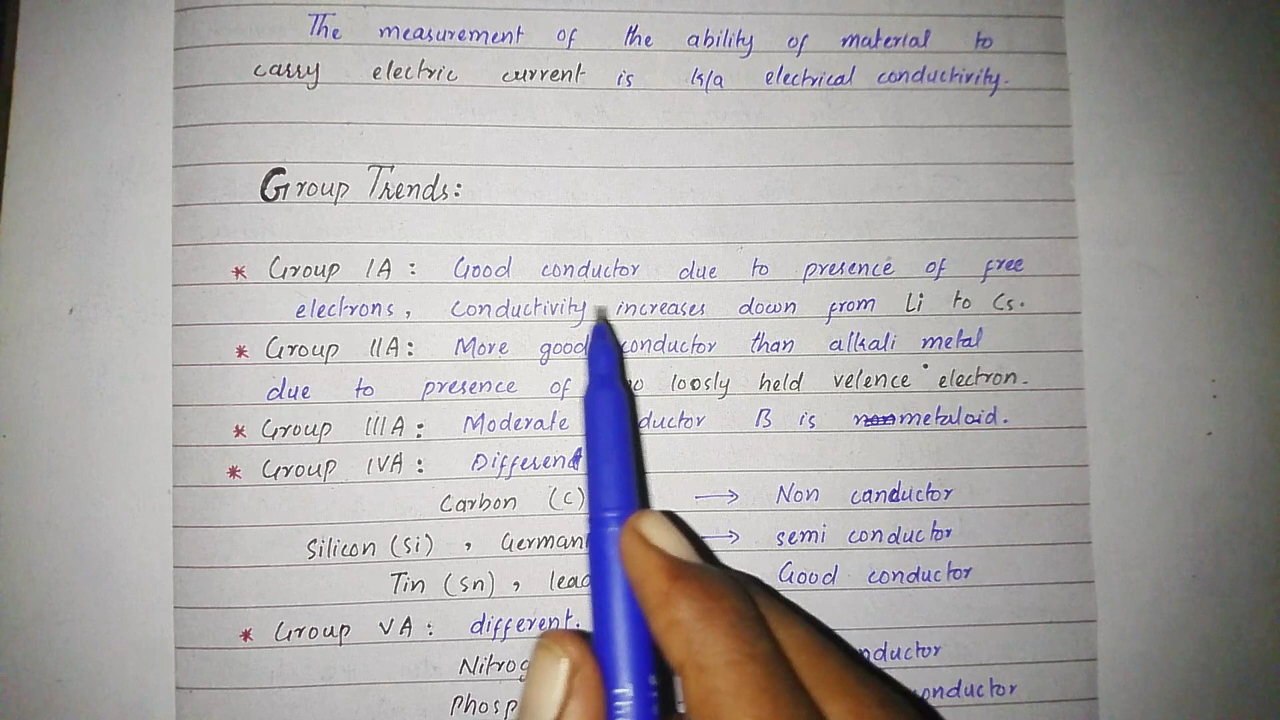 The measurement of the ability of material to
carry electric current is k/a electrical conductivity.
Group Trends:
* Group IA : Good conductor due to presence of free
electrons, Conductivity increases down from Li to Cs.
* Group IIA : More good conductor than alkali metal
due to presence of loosly held velence electron.
* Group IIIA : Moderate B is metaloid.
* Group IVA :
Carbon (C) → Non canductor
Silicon (Si) , → semi conductor
Tin (Sn) , Good conductor
* Group VA : different.